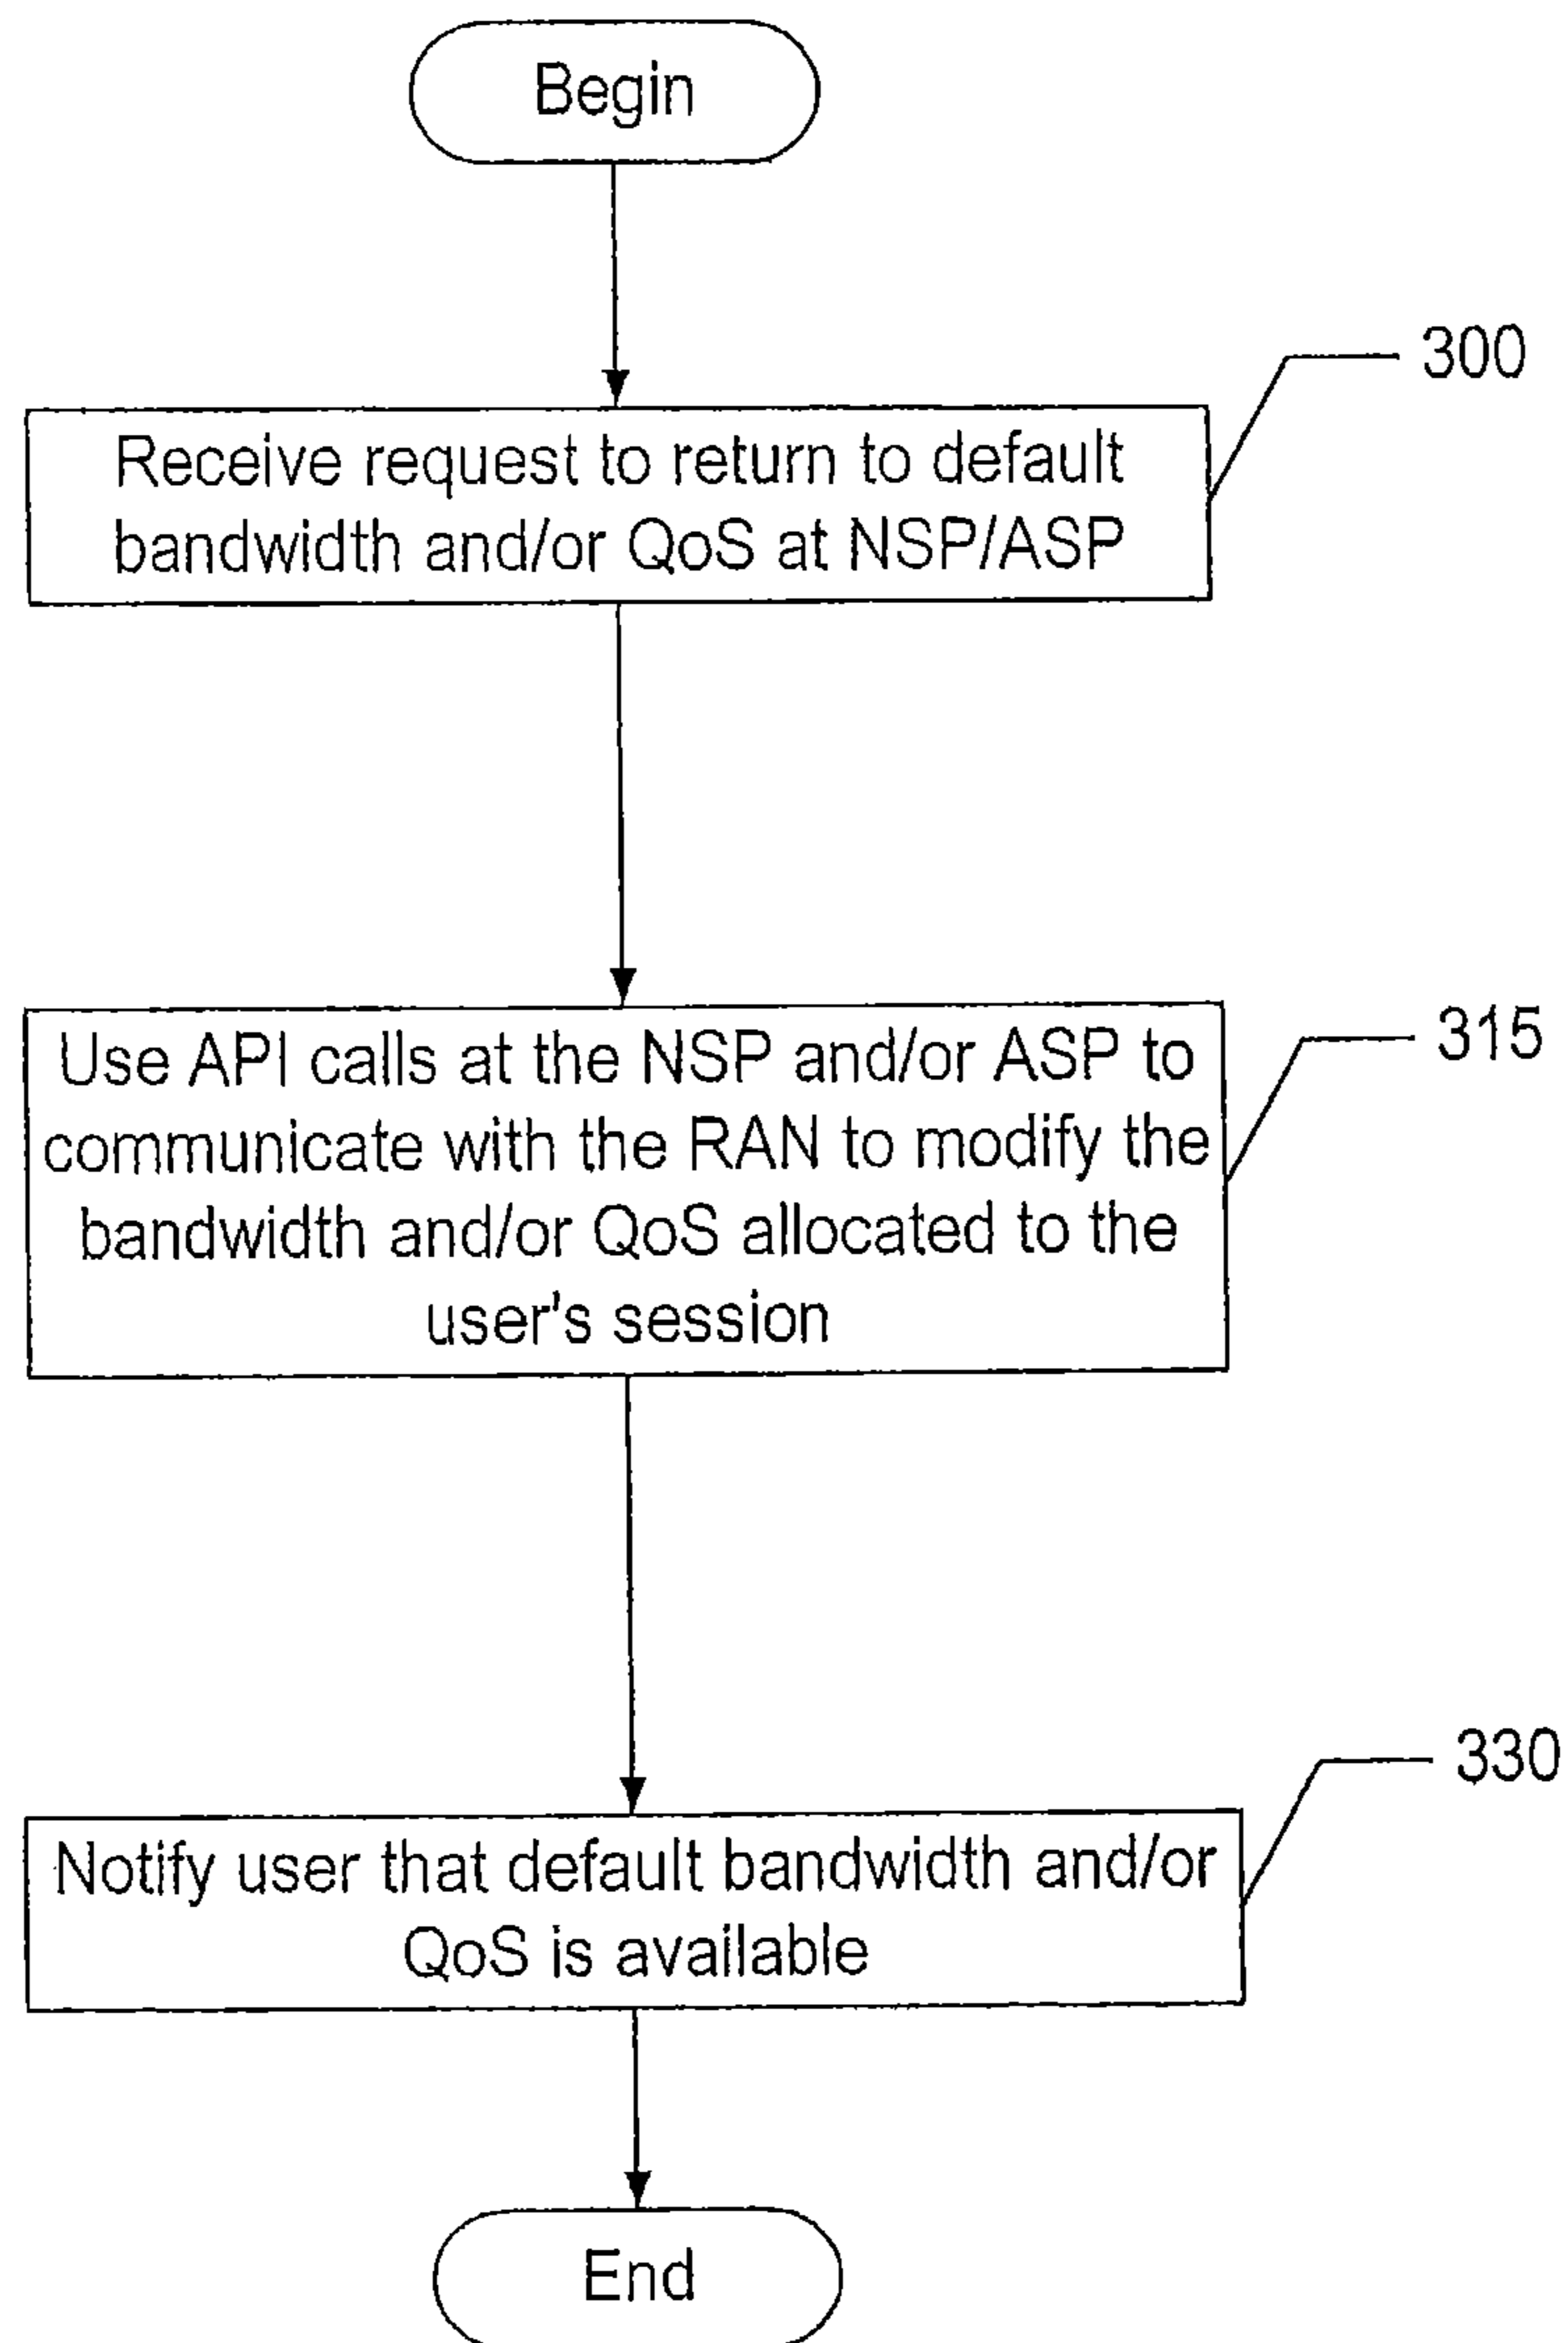 Begin
300
Receive request to return to default
bandwidth and/or QoS at NSP/ASP
315
Use API calls at the NSP and/or ASP to
communicate with the RAN to modify the
bandwidth and/or QoS allocated to the
user's session
330
Notify user that default bandwidth and/or
QoS is available
End